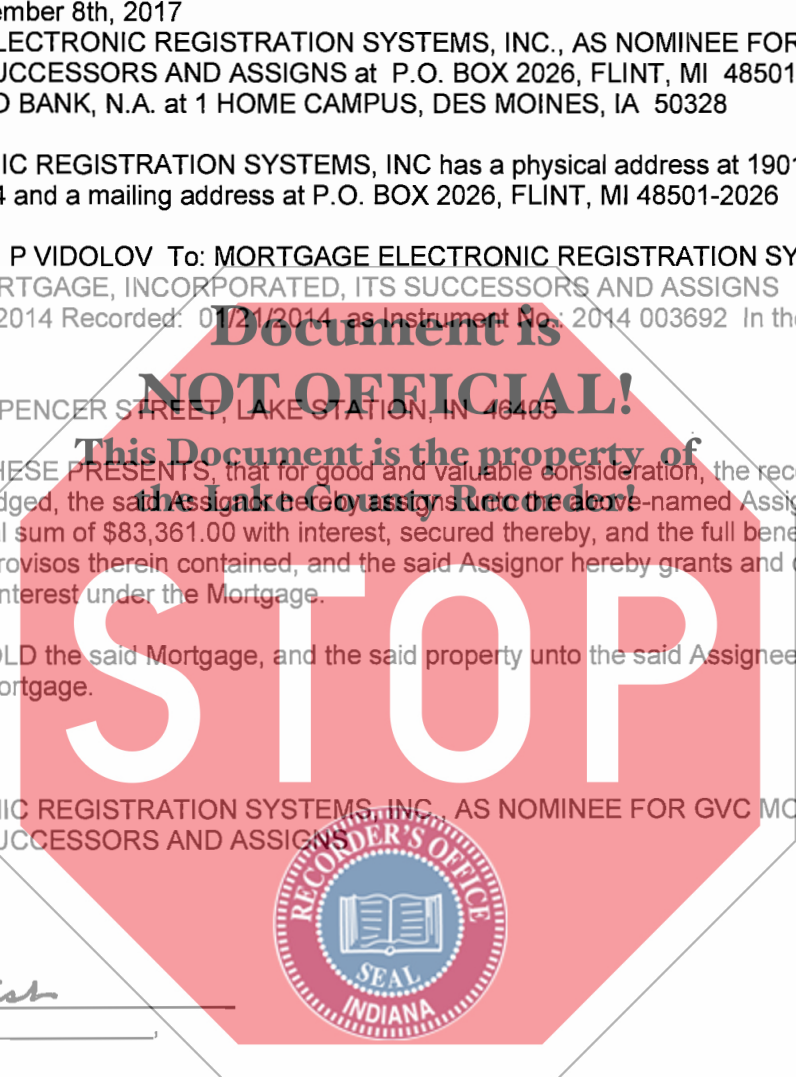 ember 8th, 2017
LECTRONIC REGISTRATION SYSTEMS, INC., AS NOMINEE FOR
UCCESSORS AND ASSIGNS at P.O. BOX 2026, FLINT, MI 48501
D BANK, N.A. at 1 HOME CAMPUS, DES MOINES, IA 50328
IC REGISTRATION SYSTEMS, INC has a physical address at 1901
4 and a mailing address at P.O. BOX 2026, FLINT, MI 48501-2026
P VIDOLOV To: MORTGAGE ELECTRONIC REGISTRATION SY
RTGAGE, INCORPORATED, ITS SUCCESSORS AND ASSIGNS
2014 Recorded: 01/21/2014 as Instrument No.: 2014 003692 In the
Document is
NOT OFFICIAL!
PENCER STREET, LAKE STATION, IN 46405
This Document is the property of
the Lake County Recorder!
HESE PRESENTS, that for good and valuable consideration, the rec
dged, the said Assignor hereby assigns unto the above-named Assig
l sum of $83,361.00 with interest, secured thereby, and the full bene
rovisos therein contained, and the said Assignor hereby grants and
nterest under the Mortgage.
STOP
OLD the said Mortgage, and the said property unto the said Assignee
ortgage.
NIC REGISTRATION SYSTEMS, INC., AS NOMINEE FOR GVC MO
UCCESSORS AND ASSIGNS
RECORDER'S OFFICE
SEAL
INDIANA